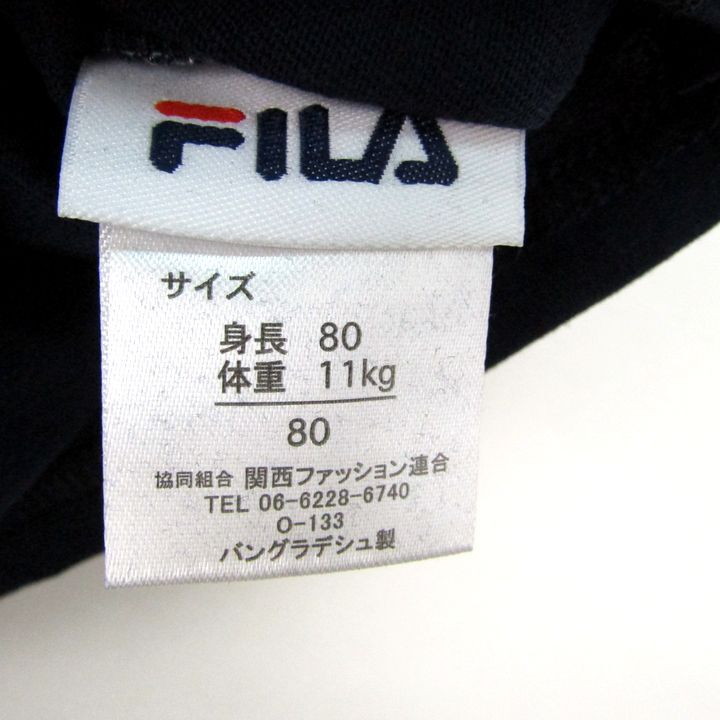 FILA
サイズ
身長 80
体重 11kg
80
協同組合 関西ファッション連合
TEL 06-6228-6740
O-133
バングラデシュ製